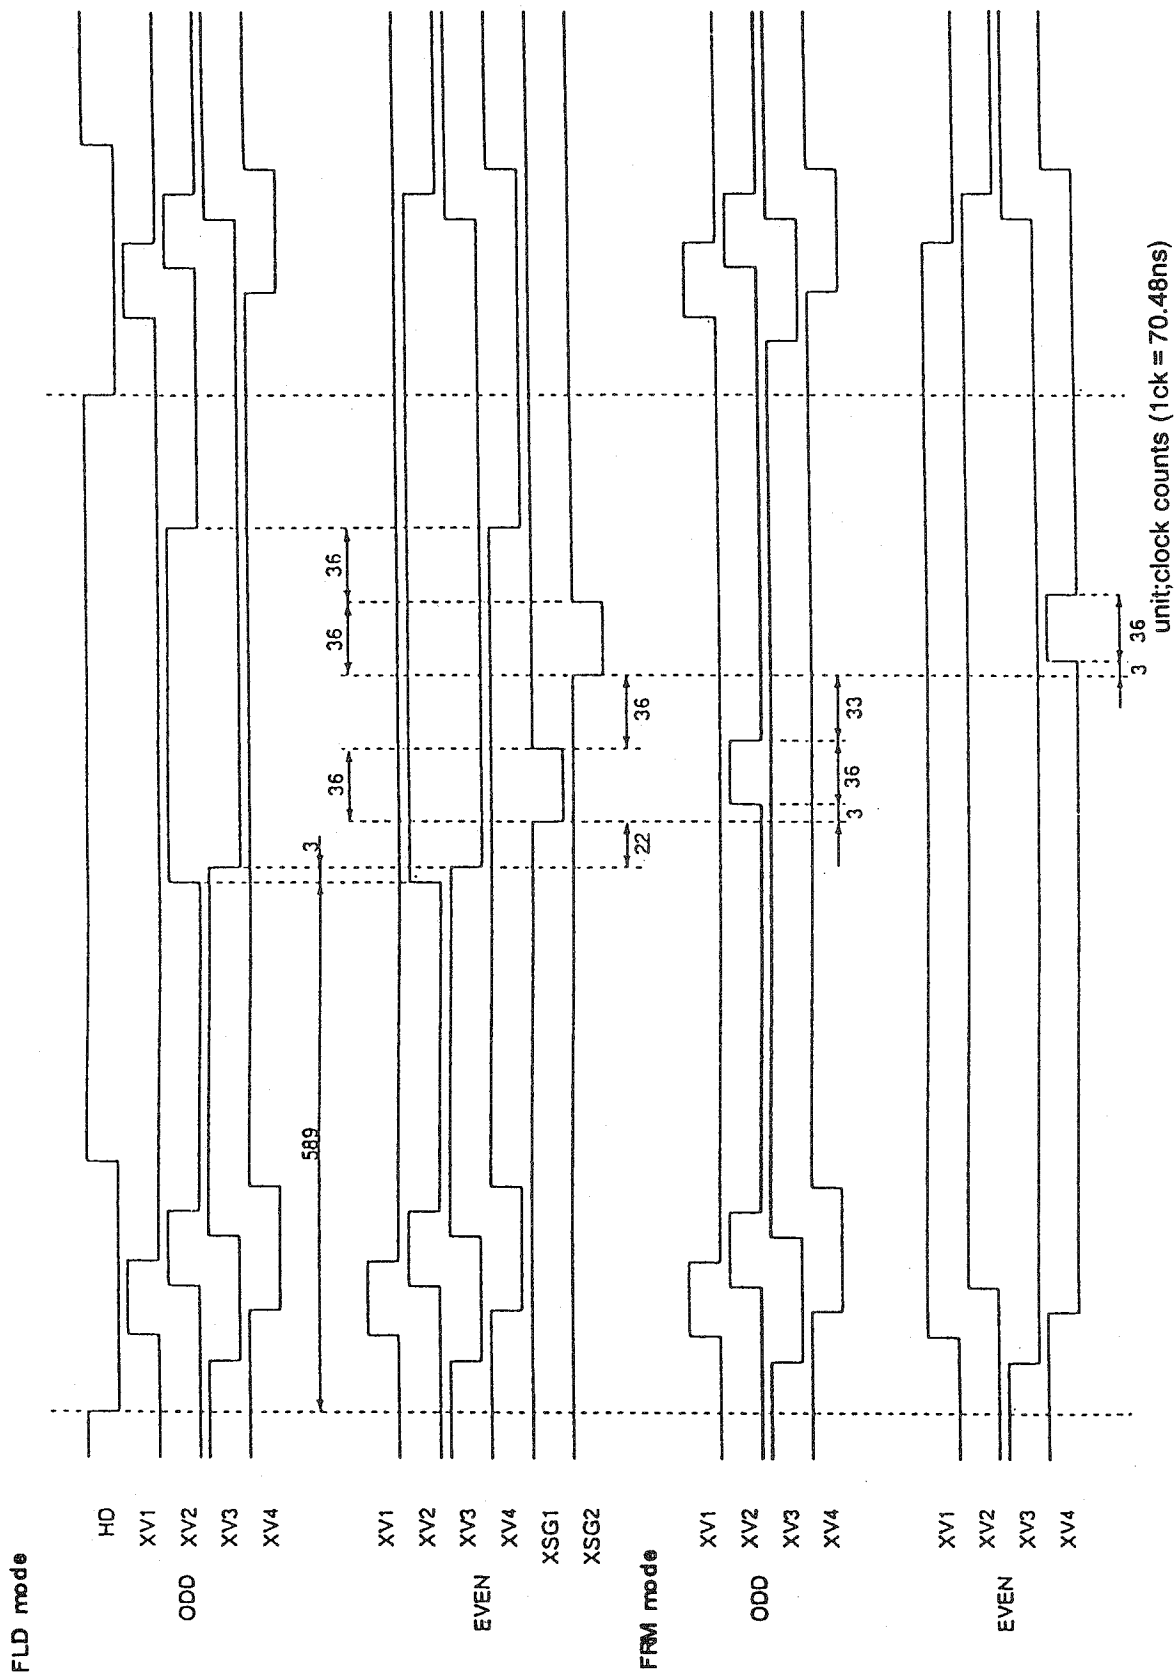 FLD mode
HD
XV1
XV2
XV3
XV4
ODD
589
3
36
36
36
XV1
XV2
XV3
XV4
XSG1
XSG2
EVEN
22
36
FRM mode
XV1
XV2
XV3
XV4
ODD
3
36
33
XV1
XV2
XV3
XV4
EVEN
3
36
unit;clock counts (1ck = 70.48ns)